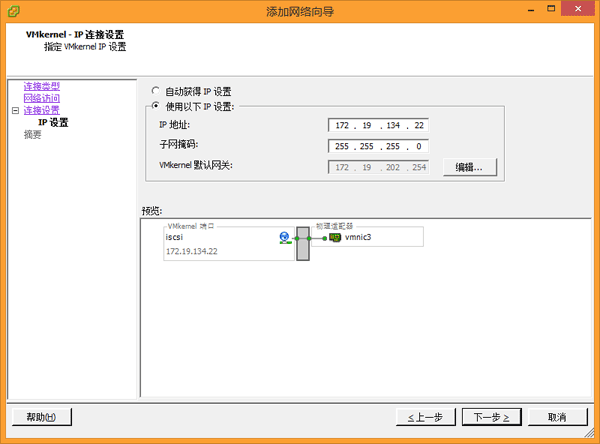 添加网络向导
VMkernel - IP 连接设置
指定 VMkernel IP 设置
连接类型
网络访问
连接设置
IP 设置
摘要
自动获得 IP 设置
使用以下 IP 设置:
IP 地址: 172 . 19 . 134 . 22
子网掩码: 255 . 255 . 255 . 0
VMkernel 默认网关: 172 . 19 . 202 . 254
编辑...
预览:
VMkernel 端口
物理适配器
iscsi
vmnic3
172.19.134.22
帮助(H)
≤上一步
下一步 ≥
取消